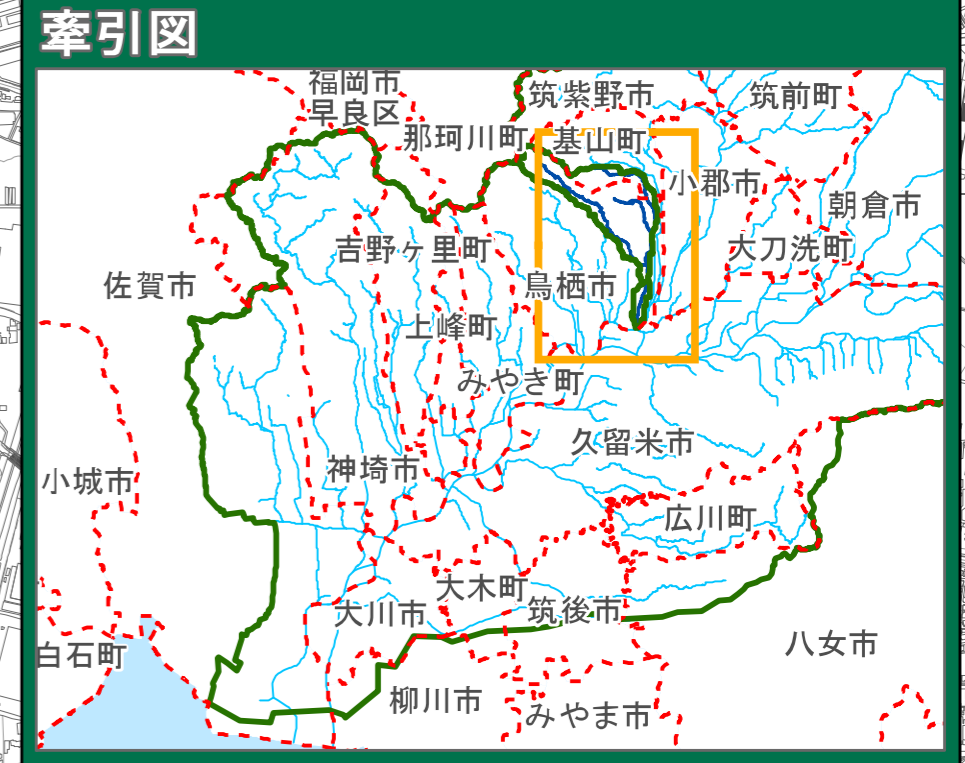 牽引図
福岡市
早良区
筑紫野市
筑前町
那珂川町
基山町
小郡市
朝倉市
吉野ヶ里町
大刀洗町
佐賀市
鳥栖市
上峰町
みやき町
久留米市
小城市
神埼市
広川町
大木町
大川市
筑後市
白石町
八女市
柳川市
みやま市